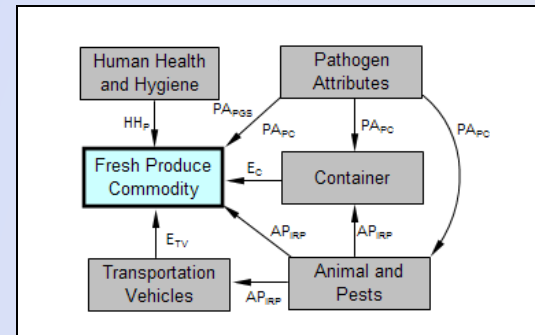 Human Health
and Hygiene
Pathogen
Attributes
HHP
PAPGS
PAPC
PAPC
PAPC
Fresh Produce
Commodity
EC
Container
ETV
APIRP
APIRP
Transportation
Vehicles
APIRP
Animal and
Pests